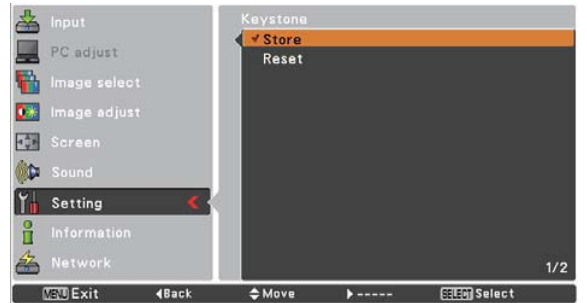 Input
PC adjust
Image select
Image adjust
Screen
Sound
Setting
Information
Network
Keystone
✔ Store
Reset
1/2
MENU Exit ◀Back ◆Move ▶----- SELECT Select